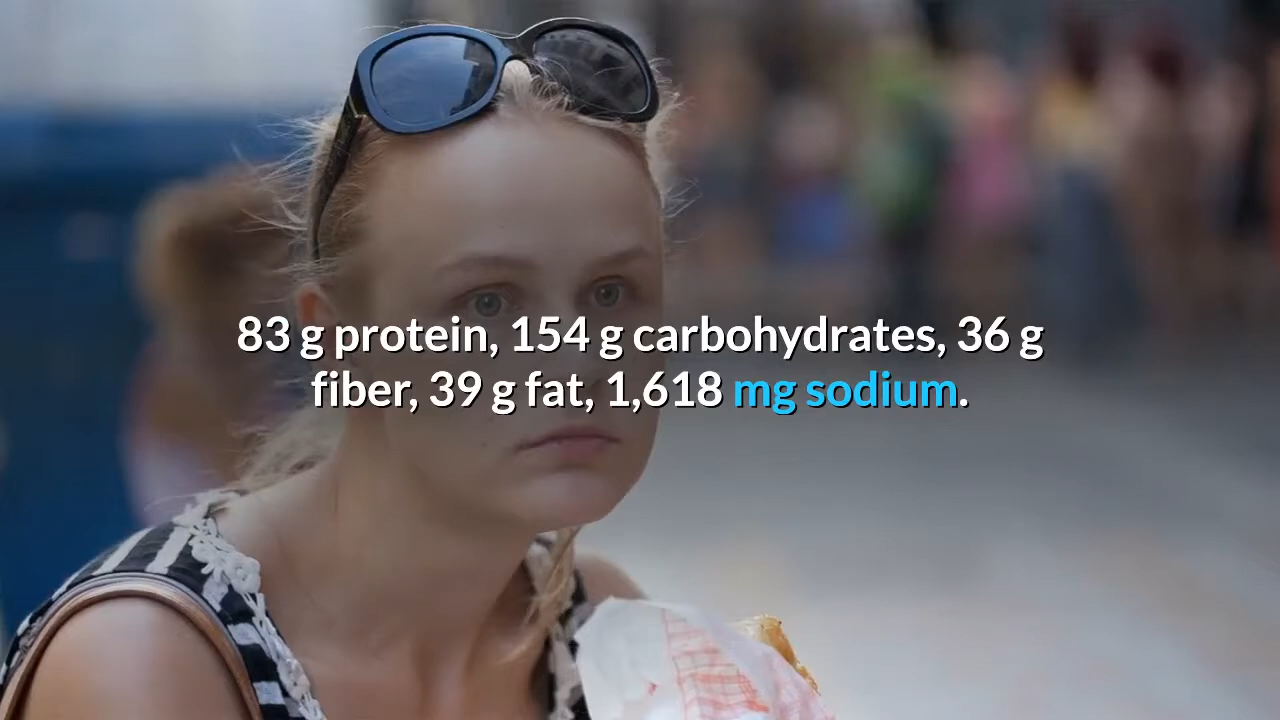 83 g protein, 154 g carbohydrates, 36 g
fiber, 39 g fat, 1,618 mg sodium.